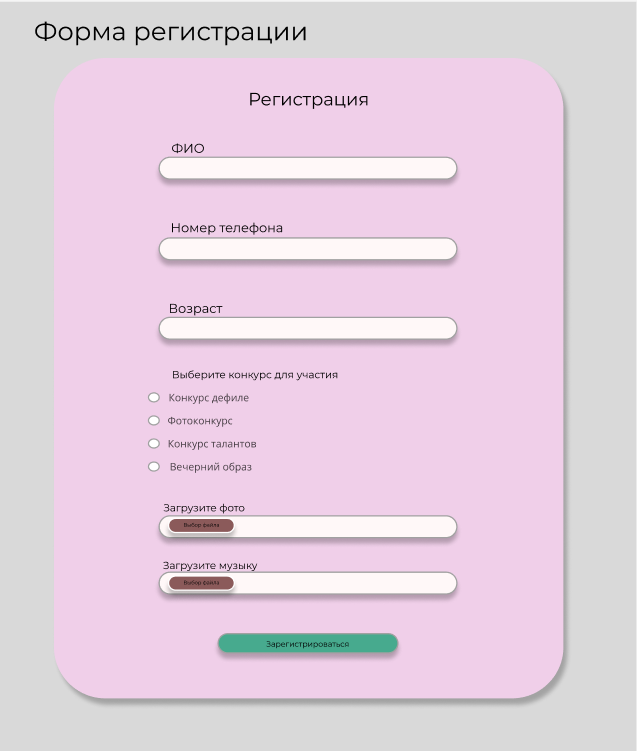 Форма регистрации
Регистрация
ФИО
Номер телефона
Возраст
Выберите конкурс для участия
Конкурс дефиле
Фотоконкурс
Конкурс талантов
Вечерний образ
Загрузите фото
Выбор файла
Загрузите музыку
Выбор файла
Зарегистрироваться